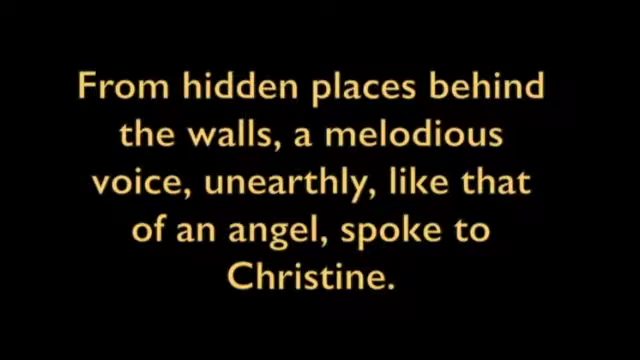 From hidden places behind
the walls, a melodious
voice, unearthly, like that
of an angel, spoke to
Christine.